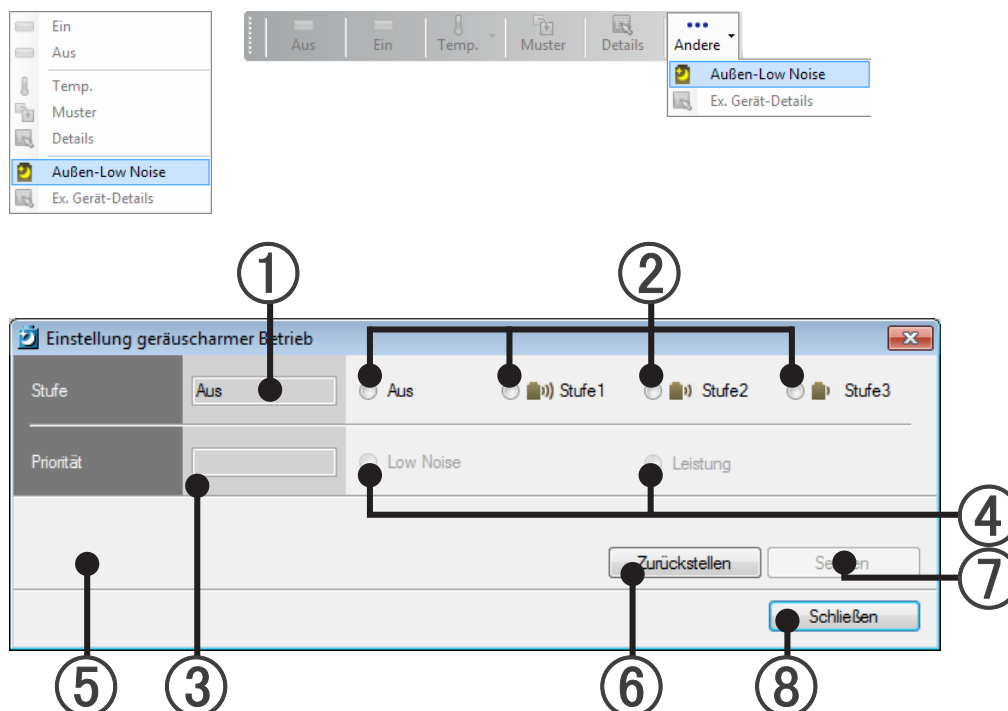 Ein
Aus
Temp.
Muster
Details
Außen-Low Noise
Ex. Gerät-Details
Aus Ein Temp. Muster Details Andere
Außen-Low Noise
Ex. Gerät-Details
1 2
Einstellung geräuscharmer Betrieb
Stufe Aus Aus Stufe1 Stufe2 Stufe3
Priorität Low Noise Leistung
4
Zurückstellen
7
Schließen
5 3 6 8